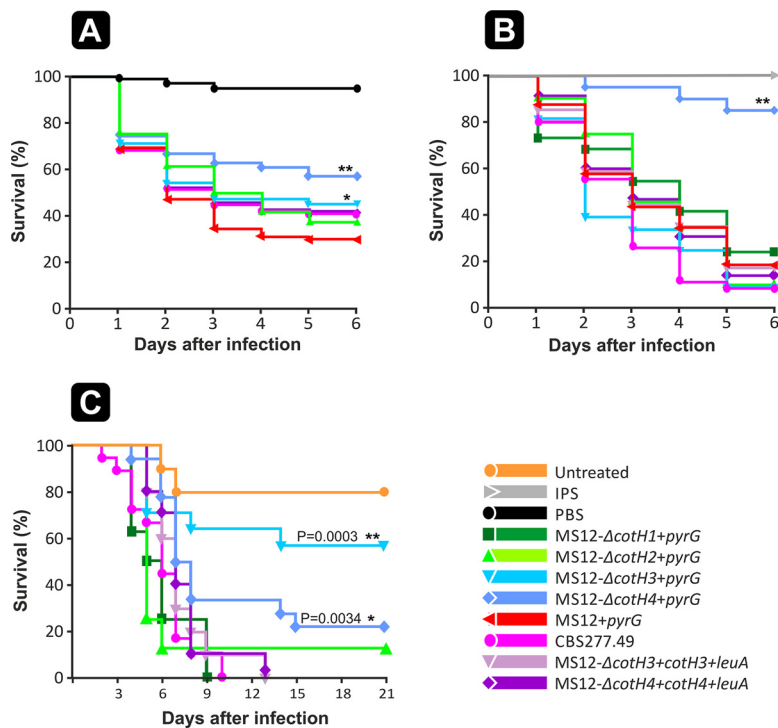 A
B
Survival (%)
100
80
60
40
20
0
0 1 2 3 4 5 6
Days after infection
**
*
Survival (%)
100
80
60
40
20
0
0 1 2 3 4 5 6
Days after infection
**
C
Survival (%)
100
80
60
40
20
0
3 6 9 12 15 18 21
Days after infection
P=0.0003 **
P=0.0034 *
Untreated
IPS
PBS
MS12-ΔcotH1+pyrG
MS12-ΔcotH2+pyrG
MS12-ΔcotH3+pyrG
MS12-ΔcotH4+pyrG
MS12+pyrG
CBS277.49
MS12-ΔcotH3+cotH3+leuA
MS12-ΔcotH4+cotH4+leuA